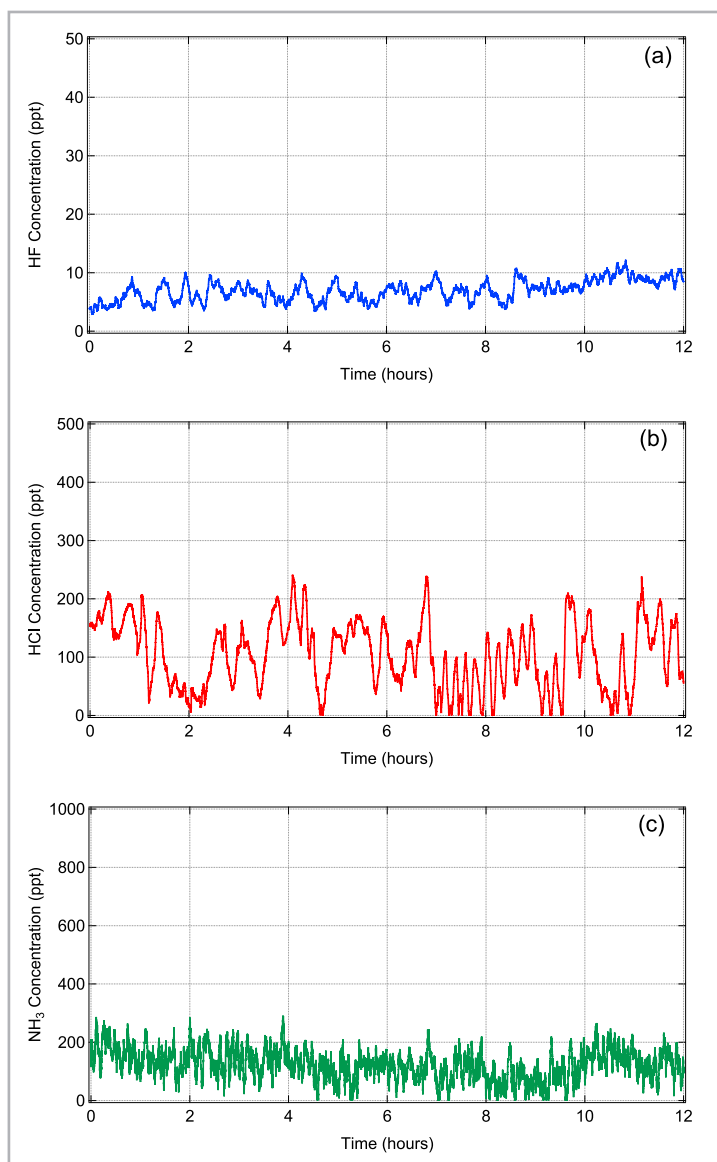 (a)
50
40
30
20
10
0
HF Concentration (ppt)
0 2 4 6 8 10 12
Time (hours)
(b)
500
400
300
200
100
0
HCl Concentration (ppt)
0 2 4 6 8 10 12
Time (hours)
(c)
1000
800
600
400
200
0
NH3 Concentration (ppt)
0 2 4 6 8 10 12
Time (hours)